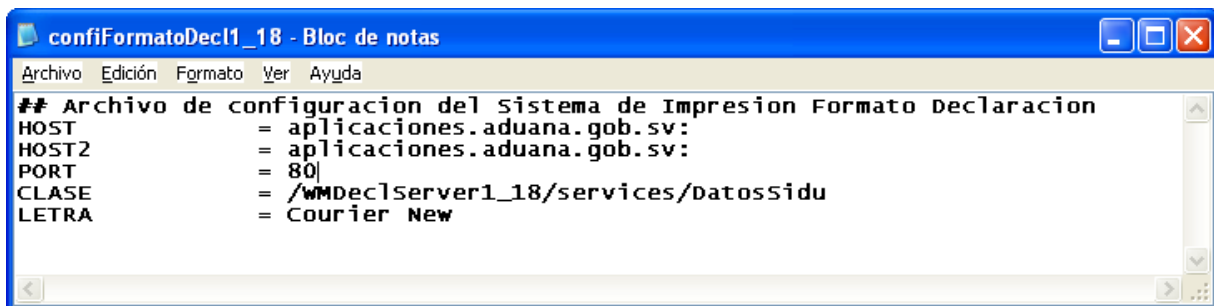 confiFormatoDecl1_18 - Bloc de notas
Archivo Edición Formato Ver Ayuda
## Archivo de configuracion del Sistema de Impresion Formato Declaracion
HOST = aplicaciones.aduana.gob.sv:
HOST2 = aplicaciones.aduana.gob.sv:
PORT = 80
CLASE = /WMDeclServer1_18/services/DatosSidu
LETRA = Courier New